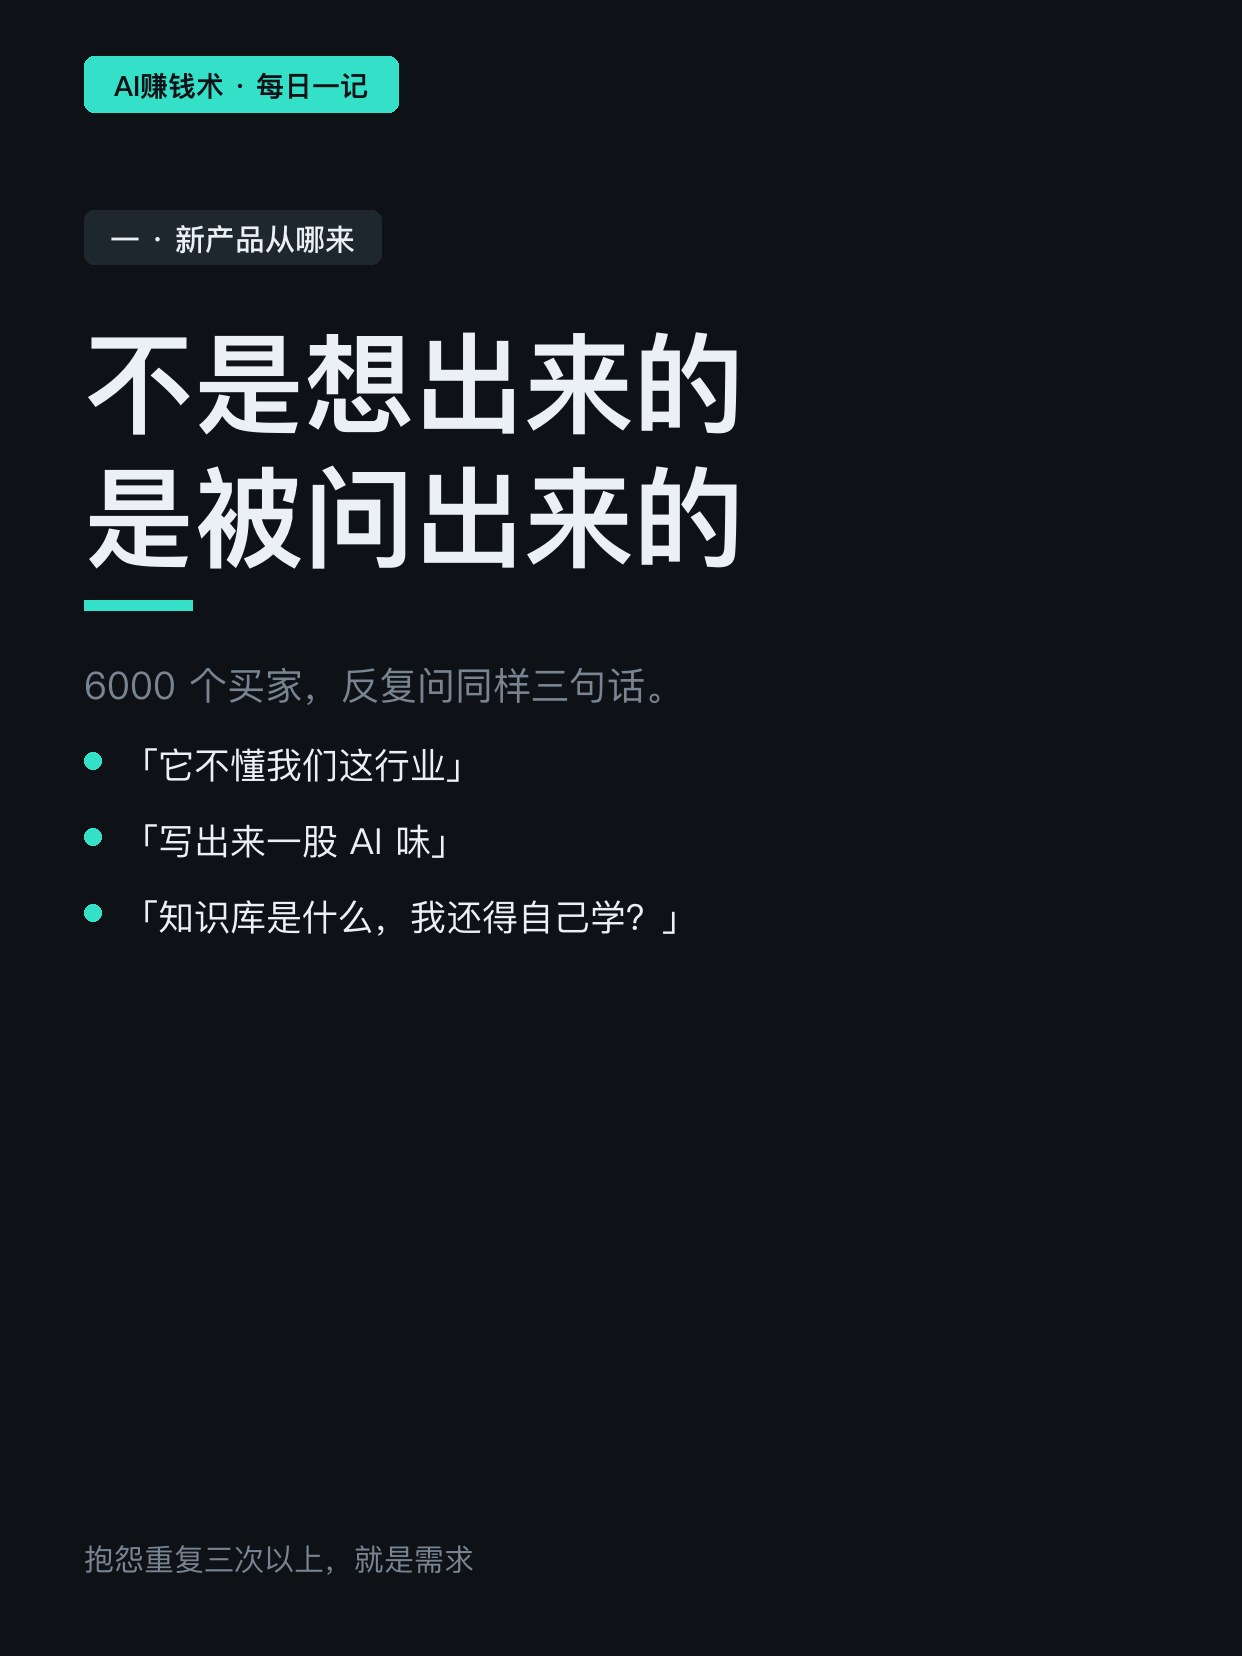 AI赚钱术 · 每日一记
一 · 新产品从哪来
不是想出来的
是被问出来的
6000 个买家，反复问同样三句话。
「它不懂我们这行业」
「写出来一股 AI 味」
「知识库是什么，我还得自己学？」
抱怨重复三次以上，就是需求